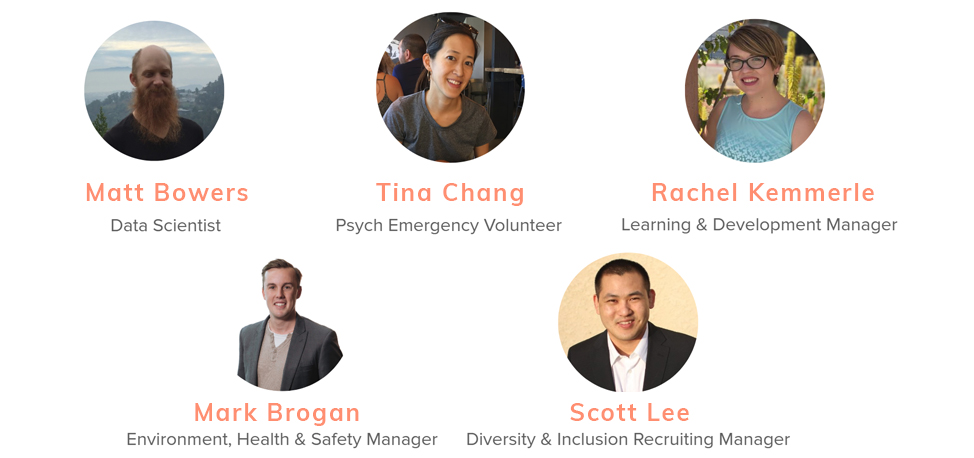 Matt Bowers
Data Scientist
Tina Chang
Psych Emergency Volunteer
Rachel Kemmerle
Learning & Development Manager
Mark Brogan
Environment, Health & Safety Manager
Scott Lee
Diversity & Inclusion Recruiting Manager